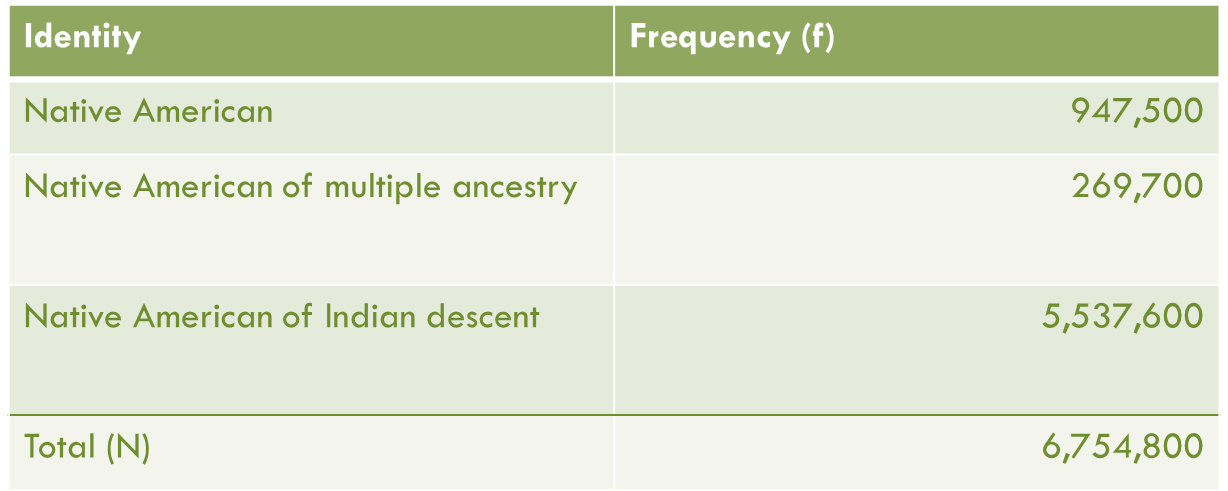 Identity Frequency (f)
Native American 947,500
Native American of multiple ancestry 269,700
Native American of Indian descent 5,537,600
Total (N) 6,754,800